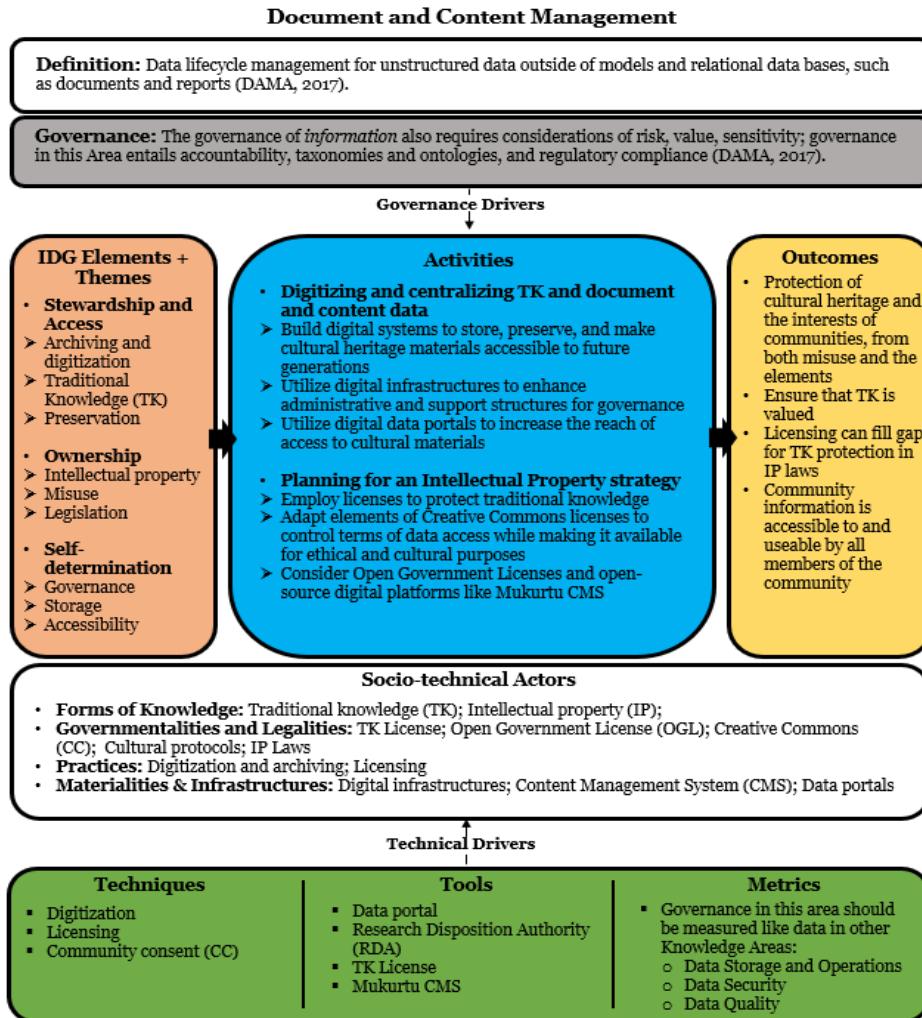 Document and Content Management
Definition: Data lifecycle management for unstructured data outside of models and relational data bases, such
as documents and reports (DAMA, 2017).
Governance: The governance of information also requires considerations of risk, value, sensitivity; governance
in this Area entails accountability, taxonomies and ontologies, and regulatory compliance (DAMA, 2017).
Governance Drivers
IDG Elements +
Themes
• Stewardship and
Access
➢ Archiving and
digitization
➢ Traditional
Knowledge (TK)
➢ Preservation
• Ownership
➢ Intellectual property
➢ Misuse
➢ Legislation
• Self-
determination
➢ Governance
➢ Storage
➢ Accessibility
Activities
• Digitizing and centralizing TK and document
and content data
➢ Build digital systems to store, preserve, and make
cultural heritage materials accessible to future
generations
➢ Utilize digital infrastructures to enhance
administrative and support structures for governance
➢ Utilize digital data portals to increase the reach of
access to cultural materials
• Planning for an Intellectual Property strategy
➢ Employ licenses to protect traditional knowledge
➢ Adapt elements of Creative Commons licenses to
control terms of data access while making it available
for ethical and cultural purposes
➢ Consider Open Government Licenses and open-
source digital platforms like Mukurtu CMS
Outcomes
• Protection of
cultural heritage and
the interests of
communities, from
both misuse and the
elements
• Ensure that TK is
valued
• Licensing can fill gap
for TK protection in
IP laws
• Community
information is
accessible to and
useable by all
members of the
community
Socio-technical Actors
• Forms of Knowledge: Traditional knowledge (TK); Intellectual property (IP);
• Governmentalities and Legalities: TK License; Open Government License (OGL); Creative Commons
(CC); Cultural protocols; IP Laws
• Practices: Digitization and archiving; Licensing
• Materialities & Infrastructures: Digital infrastructures; Content Management System (CMS); Data portals
Technical Drivers
Techniques
▪ Digitization
▪ Licensing
▪ Community consent (CC)
Tools
▪ Data portal
▪ Research Disposition Authority
(RDA)
▪ TK License
▪ Mukurtu CMS
Metrics
▪ Governance in this area should
be measured like data in other
Knowledge Areas:
o Data Storage and Operations
o Data Security
o Data Quality